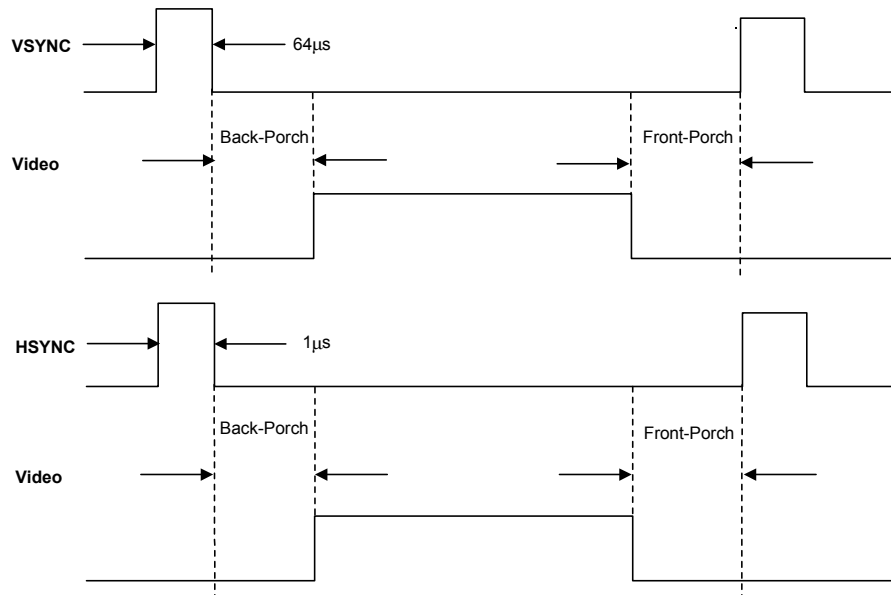 VSYNC
64μs
Back-Porch
Front-Porch
Video
HSYNC
1μs
Back-Porch
Front-Porch
Video